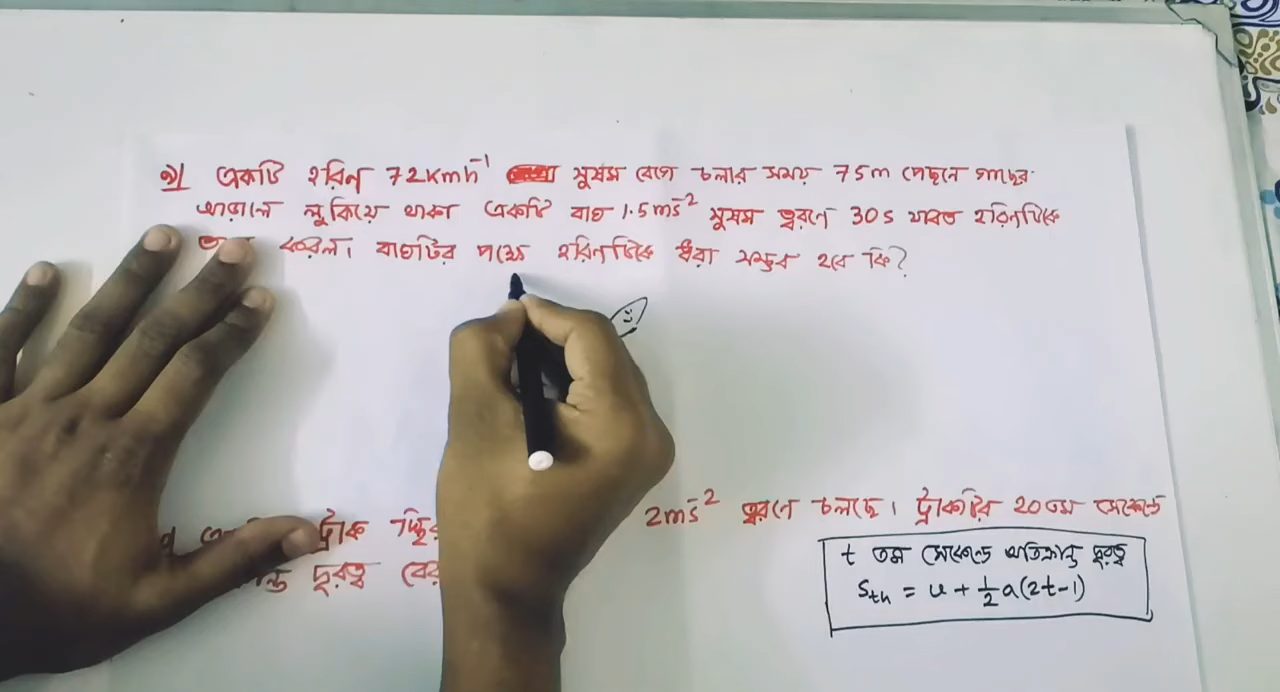 ৩| একটি হরিণ 72kmh⁻¹ সুষম বেগে চলার সময় 75m পেছনে গাছের
আড়ালে লুকিয়ে থাকা একটি বাঘ 1.5ms⁻² সুষম ত্বরণে 30s যাবত হরিণটিকে
করল। বাঘটির পক্ষে হরিণটিকে ধরা সম্ভব হবে কি?
ট্রাক স্থির 2ms⁻² ত্বরণে চলছে। ট্রাকটির 20তম সেকেন্ডে
দূরত্ব
t তম সেকেন্ডে অতিক্রান্ত দূরত্ব
Sₜₕ = u + ½a(2t-1)